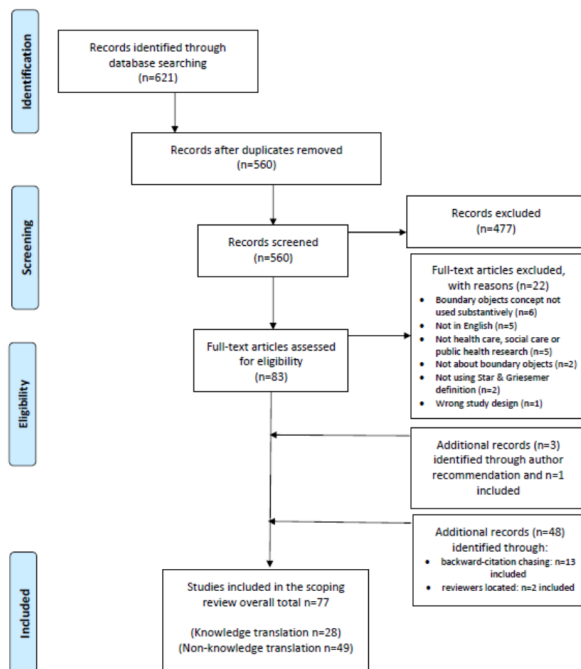 Identification
Records identified through
database searching
(n=621)
Records after duplicates removed
(n=560)
Screening
Records screened
(n=560)
Records excluded
(n=477)
Full-text articles excluded,
with reasons (n=22)
• Boundary objects concept not
used substantively (n=6)
• Not in English (n=5)
• Not health care, social care or
public health research (n=5)
• Not about boundary objects (n=2)
• Not using Star & Griesemer
definition (n=2)
• Wrong study design (n=1)
Eligibility
Full-text articles assessed
for eligibility
(n=83)
Additional records (n=3)
identified through author
recommendation and n=1
included
Additional records (n=48)
identified through:
• backward-citation chasing: n=13
included
• reviewers located: n=2 included
Included
Studies included in the scoping
review overall total n=77
(Knowledge translation n=28)
(Non-knowledge translation n=49)